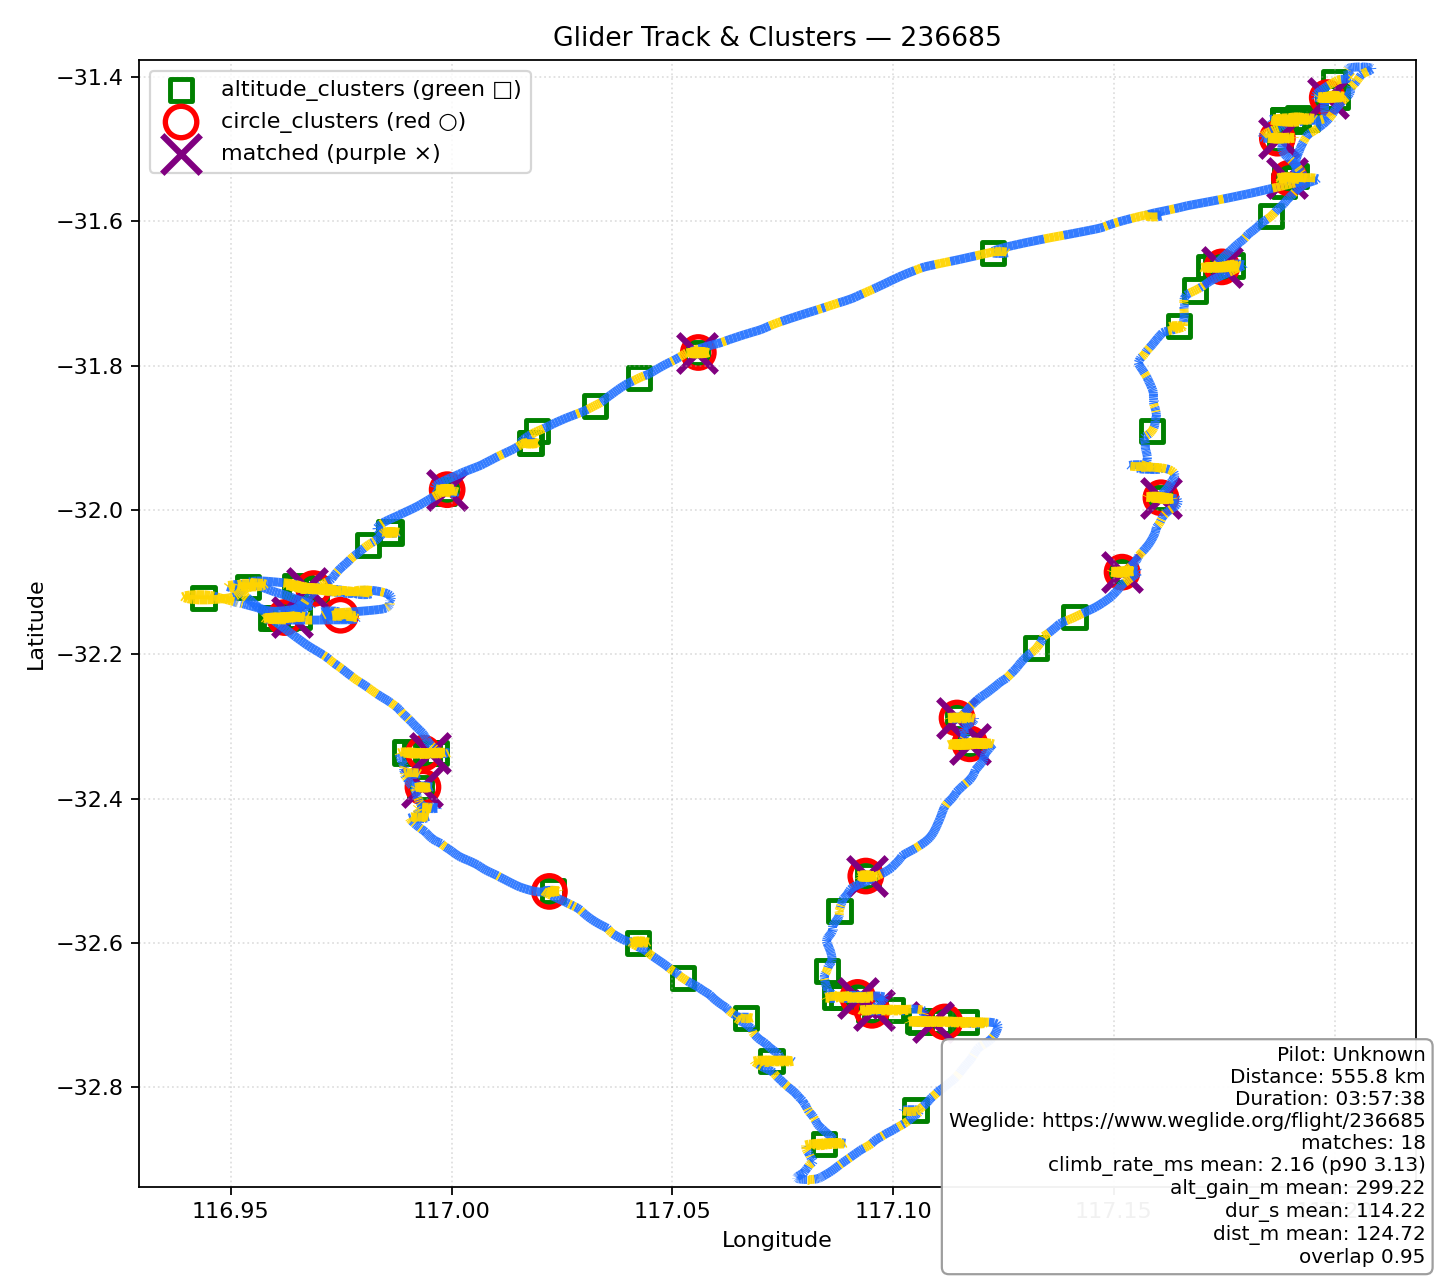 Glider Track & Clusters — 236685
altitude_clusters (green □)
circle_clusters (red ○)
matched (purple ×)
−31.4
−31.6
−31.8
−32.0
−32.2
−32.4
−32.6
−32.8
Latitude
116.95
117.00
117.05
117.10
117.15
Longitude
Pilot: Unknown
Distance: 555.8 km
Duration: 03:57:38
Weglide: https://www.weglide.org/flight/236685
matches: 18
climb_rate_ms mean: 2.16 (p90 3.13)
alt_gain_m mean: 299.22
dur_s mean: 114.22
dist_m mean: 124.72
overlap 0.95